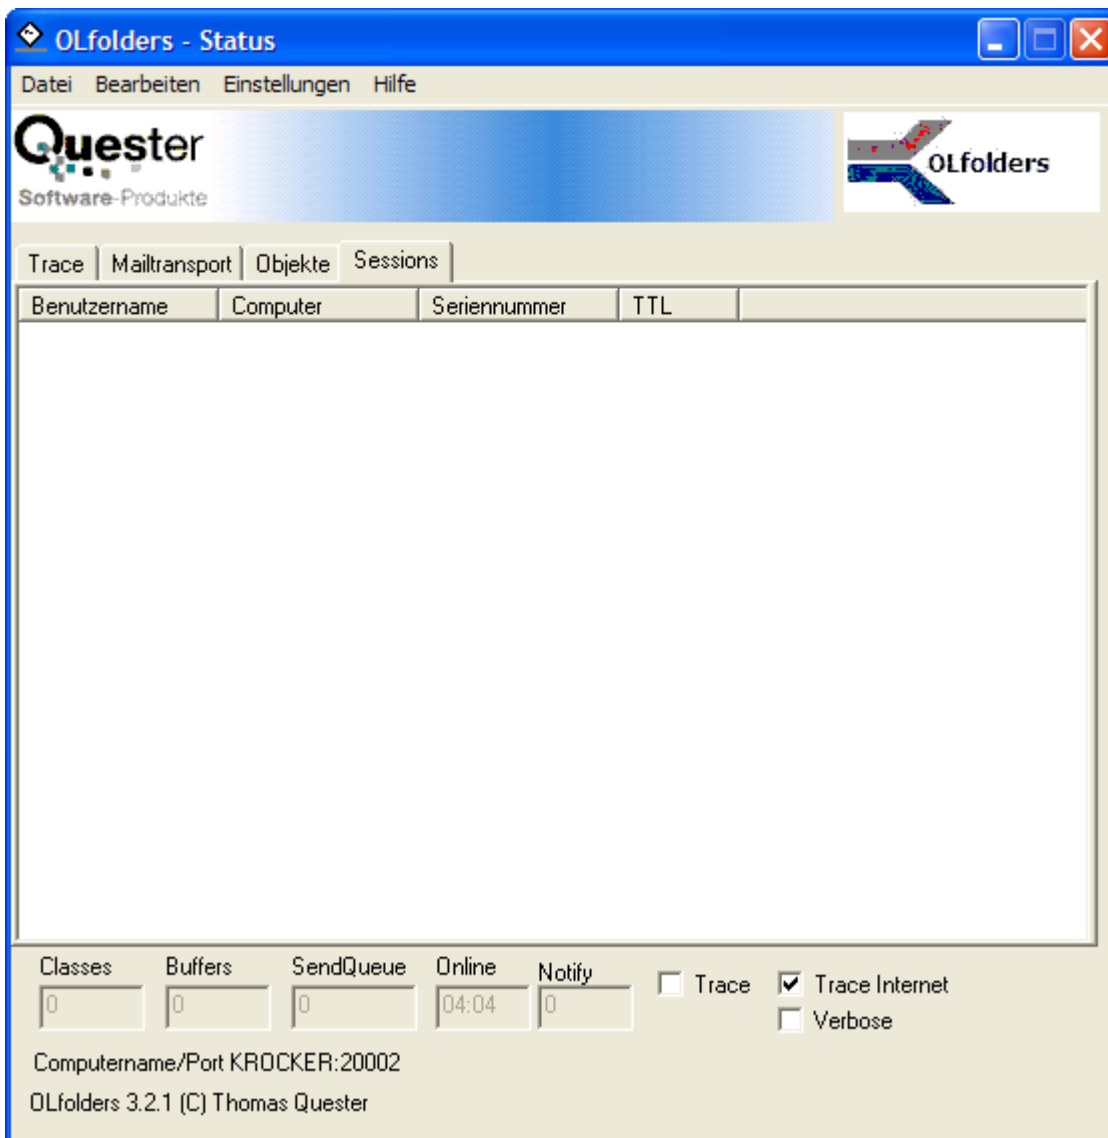 OLfolders - Status
Datei Bearbeiten Einstellungen Hilfe
Quester
Software-Produkte
OLfolders
Trace Mailtransport Objekte Sessions
Benutzername Computer Seriennummer TTL
Classes Buffers SendQueue Online Notify
0 0 0 04:04 0
Trace Trace Internet
Verbose
Computername/Port KROCKER:20002
OLfolders 3.2.1 (C) Thomas Quester